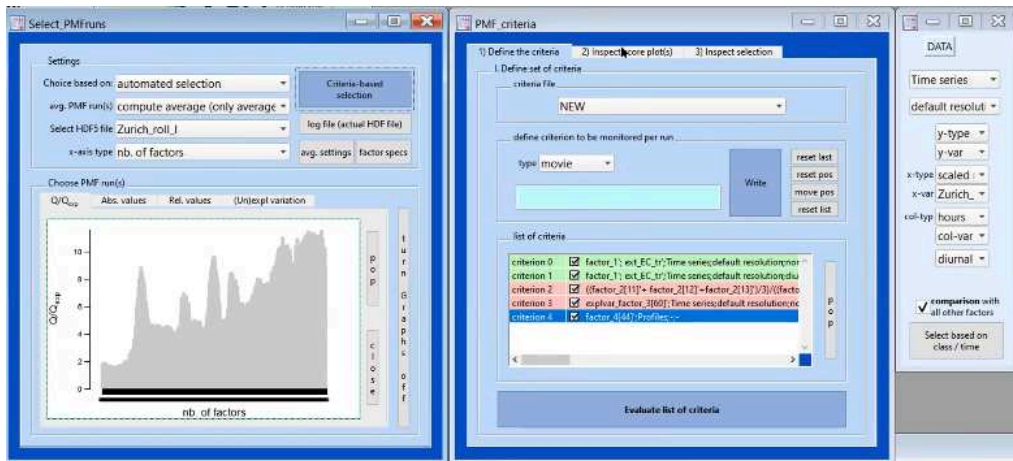 Select_PMFruns
Settings
Choice based on: automated selection
Criteria-based selection
avg. PMF run(s) compute average (only average
Select HDF5 file Zurich_roll_I
log file (actual HDF file)
x-axis type nb. of factors
avg. settings factor specs
Choose PMF run(s)
Q/Qexp Abs. values Rel. values (Un)expl variation
10
8
6
4
2
0
Q/Qexp
nb. of factors
pop
close
turn Graphs off
PMF_criteria
1) Define the criteria 2) Inspect score plot(s) 3) Inspect selection
I. Define set of criteria
criteria file
NEW
define criterion to be monitored per run
type movie
Write
reset last
reset pos
move pos
reset list
list of criteria
criterion 0 factor_1'; ext_EC_tr';Time series;default resolution;nor
criterion 1 factor_1'; ext_EC_tr';Time series;default resolution;diu
criterion 2 ((factor_2[11]'+ factor_2[12]'+factor_2[13]')/3)/((facto
criterion 3 explvar_factor_3[60]';Time series;default resolution;no
criterion 4 factor_4[44]';Profiles;-;-
pop
Evaluate list of criteria
DATA
Time series
default resoluti
y-type
y-var
x-type scaled
x-var Zurich_
col-typ hours
col-var
diurnal
comparison with
all other factors
Select based on
class / time